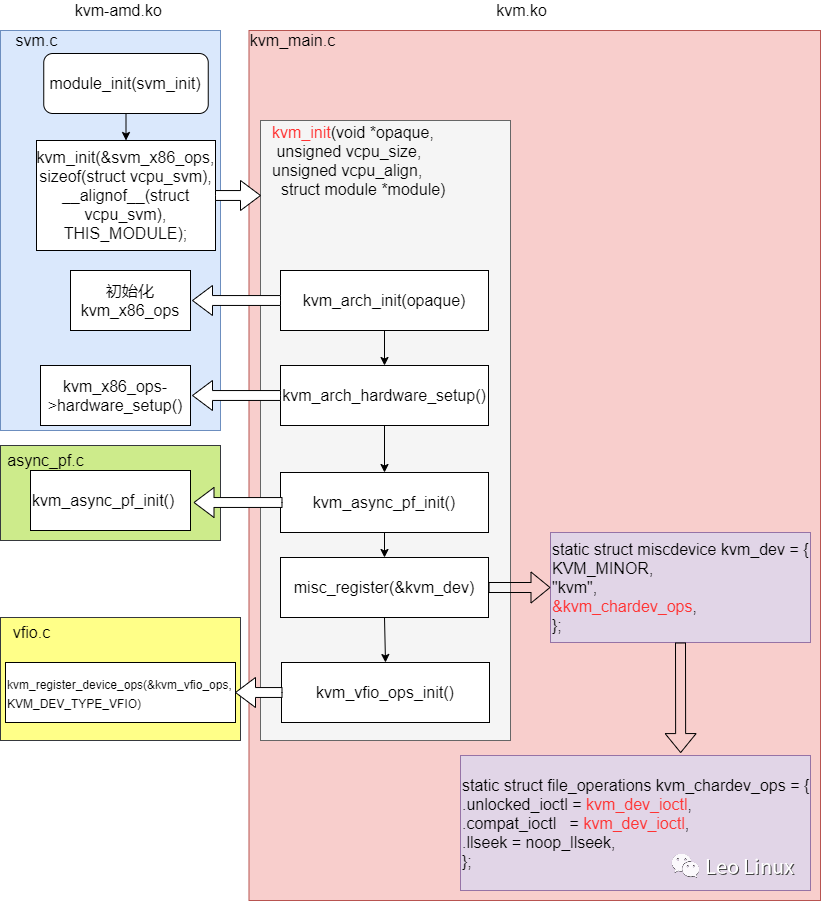 kvm-amd.ko
kvm.ko
svm.c
kvm_main.c
module_init(svm_init)
kvm_init(&svm_x86_ops,
sizeof(struct vcpu_svm),
__alignof__(struct
vcpu_svm),
THIS_MODULE);
kvm_init(void *opaque,
unsigned vcpu_size,
unsigned vcpu_align,
struct module *module)
初始化
kvm_x86_ops
kvm_arch_init(opaque)
kvm_x86_ops-
>hardware_setup()
kvm_arch_hardware_setup()
async_pf.c
kvm_async_pf_init()
kvm_async_pf_init()
misc_register(&kvm_dev)
static struct miscdevice kvm_dev = {
KVM_MINOR,
"kvm",
&kvm_chardev_ops,
};
vfio.c
kvm_register_device_ops(&kvm_vfio_ops,
KVM_DEV_TYPE_VFIO)
kvm_vfio_ops_init()
static struct file_operations kvm_chardev_ops = {
.unlocked_ioctl = kvm_dev_ioctl,
.compat_ioctl   = kvm_dev_ioctl,
.llseek = noop_llseek,
};
Leo Linux